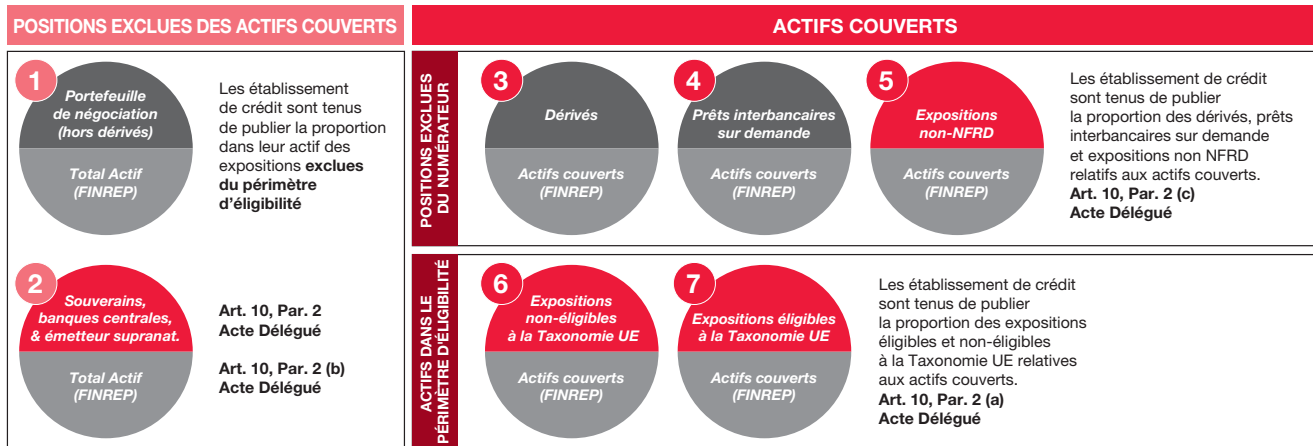 POSITIONS EXCLUES DES ACTIFS COUVERTS
1
Portefeuille
de négociation
(hors dérivés)
Total Actif
(FINREP)
Les établissement
de crédit sont tenus
de publier la proportion
dans leur actif des
expositions exclues
du périmètre
d'éligibilité
2
Souverains,
banques centrales,
& émetteur supranat.
Total Actif
(FINREP)
Art. 10, Par. 2
Acte Délégué
Art. 10, Par. 2 (b)
Acte Délégué
ACTIFS COUVERTS
POSITIONS EXCLUES
DU NUMÉRATEUR
3
Dérivés
Actifs couverts
(FINREP)
4
Prêts interbancaires
sur demande
Actifs couverts
(FINREP)
5
Expositions
non-NFRD
Actifs couverts
(FINREP)
Les établissement de crédit
sont tenus de publier
la proportion des dérivés, prêts
interbancaires sur demande
et expositions non NFRD
relatifs aux actifs couverts.
Art. 10, Par. 2 (c)
Acte Délégué
ACTIFS DANS LE
PÉRIMÈTRE D'ÉLIGIBILITÉ
6
Expositions
non-éligibles
à la Taxonomie UE
Actifs couverts
(FINREP)
7
Expositions éligibles
à la Taxonomie UE
Actifs couverts
(FINREP)
Les établissement de crédit
sont tenus de publier
la proportion des expositions
éligibles et non-éligibles
à la Taxonomie UE relatives
aux actifs couverts.
Art. 10, Par. 2 (a)
Acte Délégué